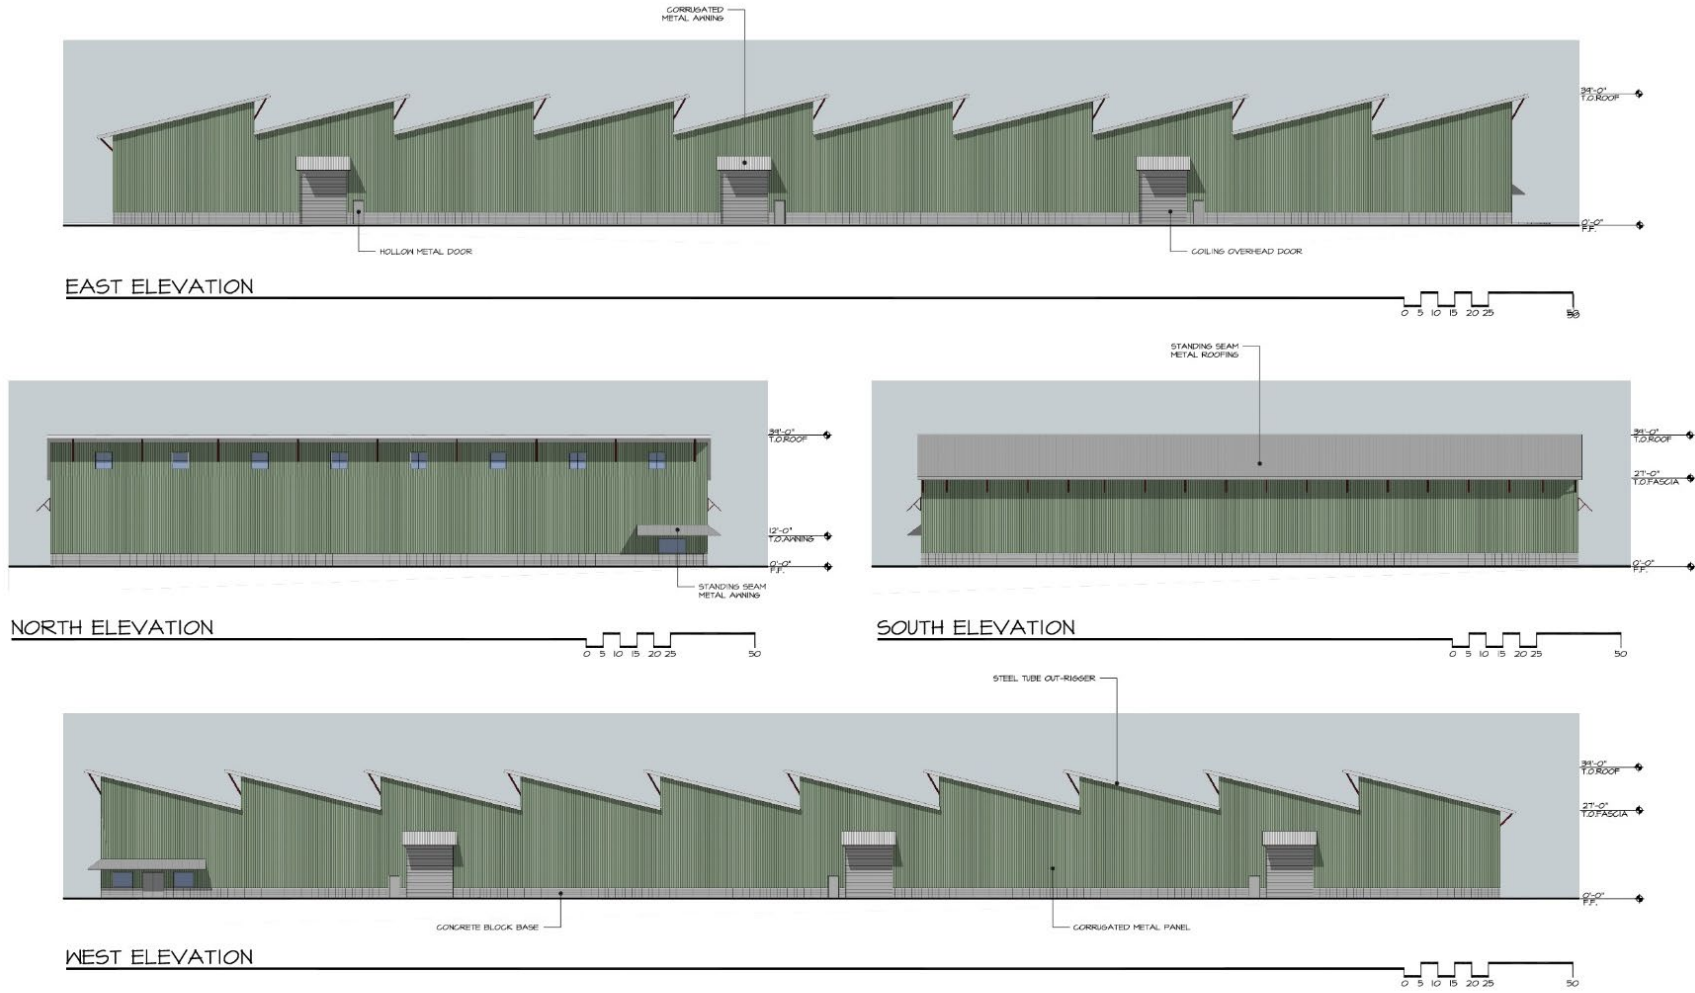 CORRUGATED
METAL AWNING
39'-0"
T.O.ROOF
0'-0"
F.F.
HOLLOW METAL DOOR
COILING OVERHEAD DOOR
EAST ELEVATION
0 5 10 15 20 25
STANDING SEAM
METAL ROOFING
39'-0"
T.O.ROOF
12'-0"
T.O.AWNING
0'-0"
F.F.
STANDING SEAM
METAL AWNING
39'-0"
T.O.ROOF
27'-0"
T.O.FASCIA
0'-0"
F.F.
NORTH ELEVATION
0 5 10 15 20 25 50
SOUTH ELEVATION
0 5 10 15 20 25 50
STEEL TUBE OUT-RIGGER
39'-0"
T.O.ROOF
27'-0"
T.O.FASCIA
0'-0"
F.F.
CONCRETE BLOCK BASE
CORRUGATED METAL PANEL
WEST ELEVATION
0 5 10 15 20 25 50